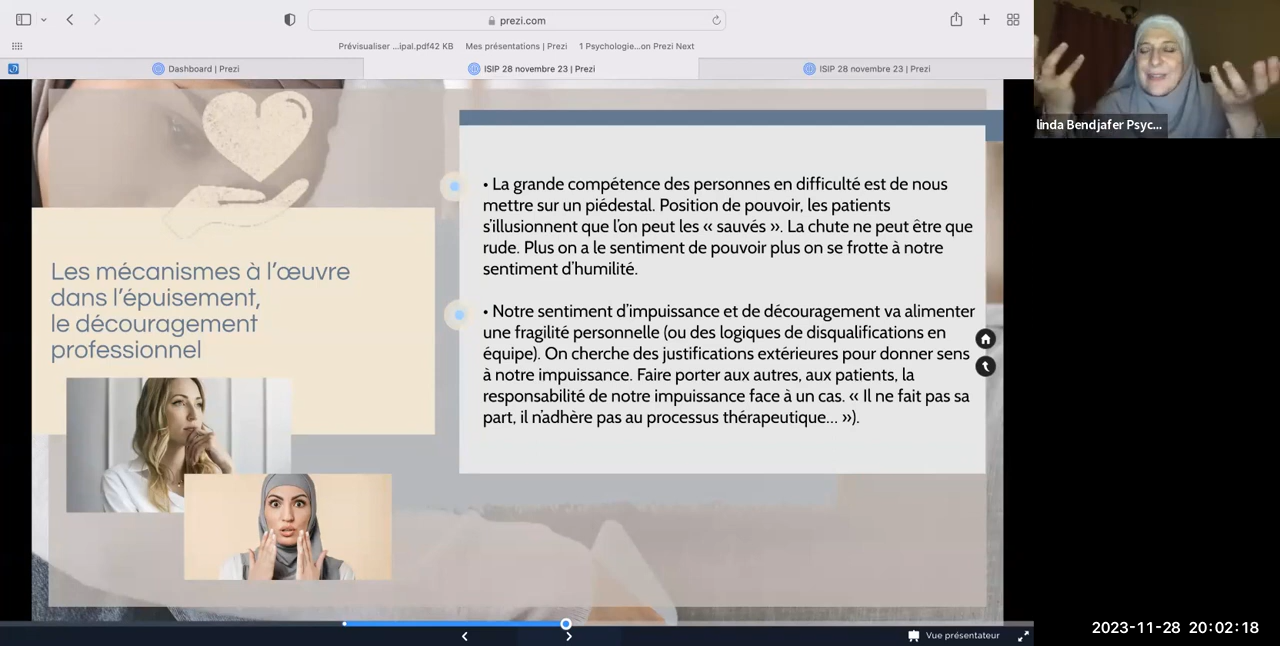 prezi.com
Prévisualiser ...ipal.pdf42 KB
Mes présentations | Prezi
1 Psychologie...on Prezi Next
Dashboard | Prezi
ISIP 28 novembre 23 | Prezi
ISIP 28 novembre 23 | Prezi
linda Bendjafer Psyc...
Les mécanismes à l'œuvre
dans l'épuisement,
le découragement
professionnel
• La grande compétence des personnes en difficulté est de nous
mettre sur un piédestal. Position de pouvoir, les patients
s'illusionnent que l'on peut les « sauvés ». La chute ne peut être que
rude. Plus on a le sentiment de pouvoir plus on se frotte à notre
sentiment d'humilité.
• Notre sentiment d'impuissance et de découragement va alimenter
une fragilité personnelle (ou des logiques de disqualifications en
équipe). On cherche des justifications extérieures pour donner sens
à notre impuissance. Faire porter aux autres, aux patients, la
responsabilité de notre impuissance face à un cas. « Il ne fait pas sa
part, il n'adhère pas au processus thérapeutique... »).
Vue présentateur
2023-11-28 20:02:18